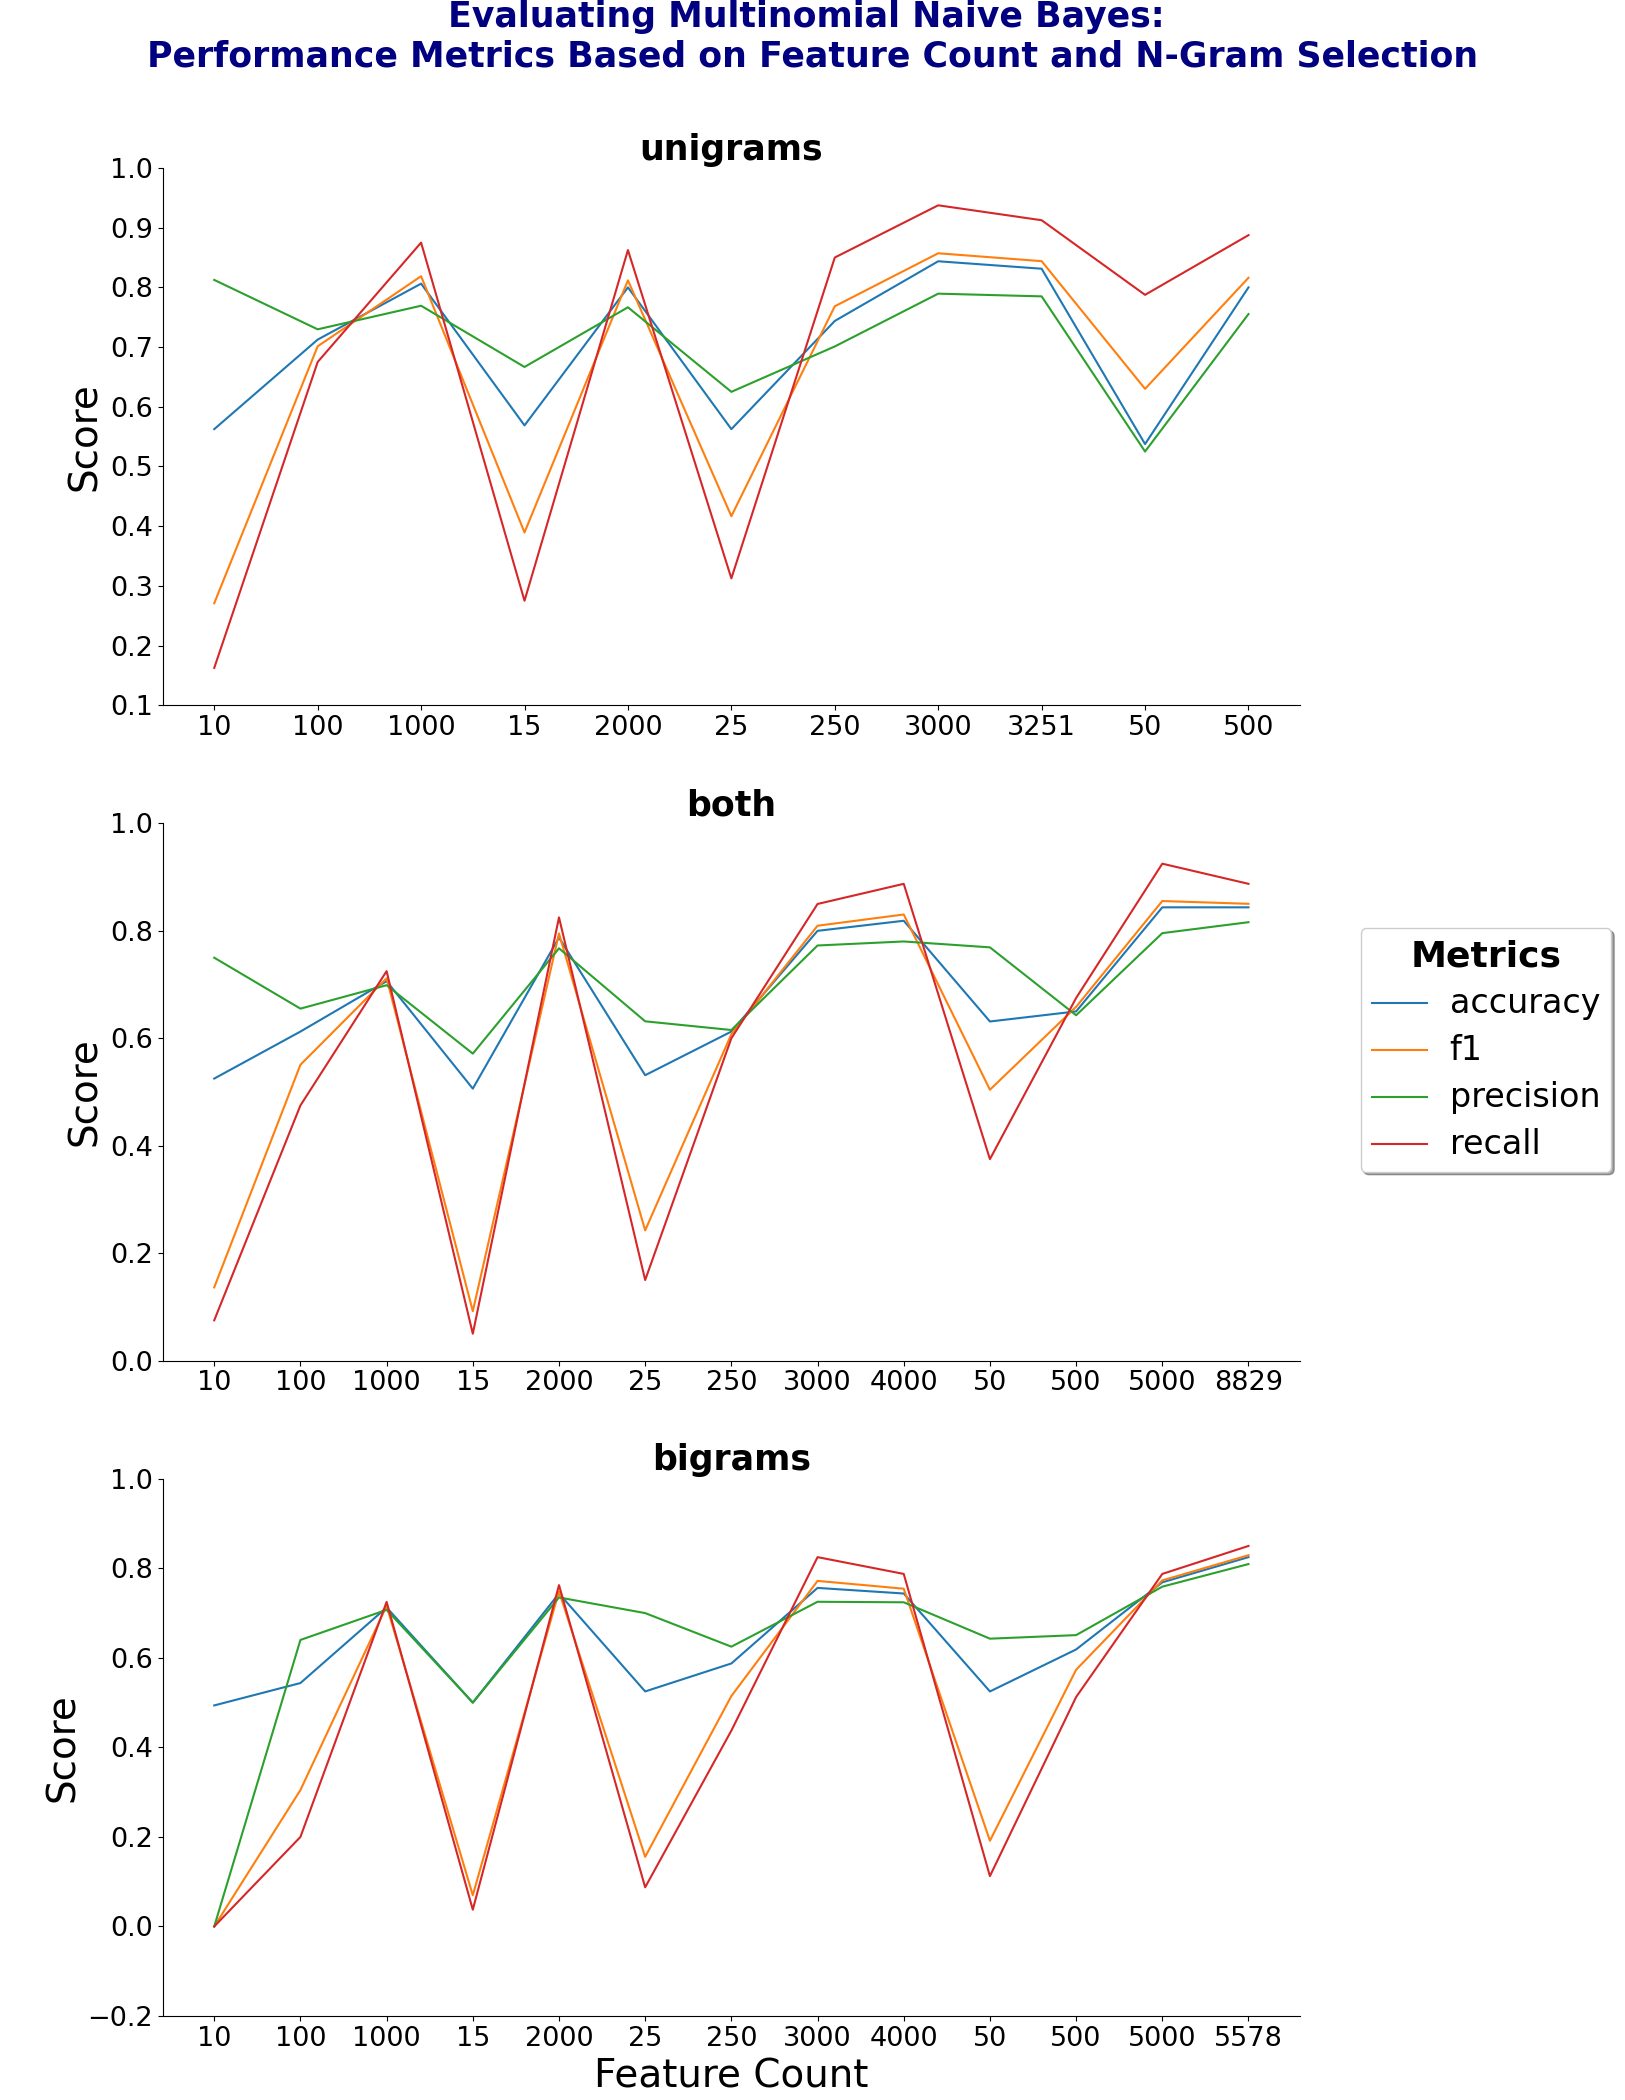 Evaluating Multinomial Naive Bayes:
Performance Metrics Based on Feature Count and N-Gram Selection
unigrams
1.0
0.9
0.8
0.7
0.6
0.5
0.4
0.3
0.2
0.1
Score
10 100 1000 15 2000 25 250 3000 3251 50 500
both
1.0
0.8
0.6
0.4
0.2
0.0
Score
10 100 1000 15 2000 25 250 3000 4000 50 500 5000 8829
Metrics
accuracy
f1
precision
recall
bigrams
1.0
0.8
0.6
0.4
0.2
0.0
−0.2
Score
10 100 1000 15 2000 25 250 3000 4000 50 500 5000 5578
Feature Count